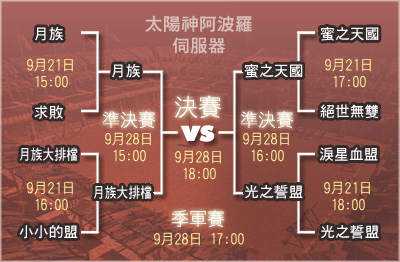 太陽神阿波羅
伺服器
月族
9月21日
15:00
求敗
月族
月族大排檔
9月21日
16:00
小小的盟
月族大排檔
準決賽
9月28日
15:00
決賽
VS
9月28日
18:00
季軍賽
9月28日 17:00
準決賽
9月28日
16:00
蜜之天國
光之誓盟
蜜之天國
9月21日
17:00
絕世無雙
淚星血盟
9月21日
18:00
光之誓盟